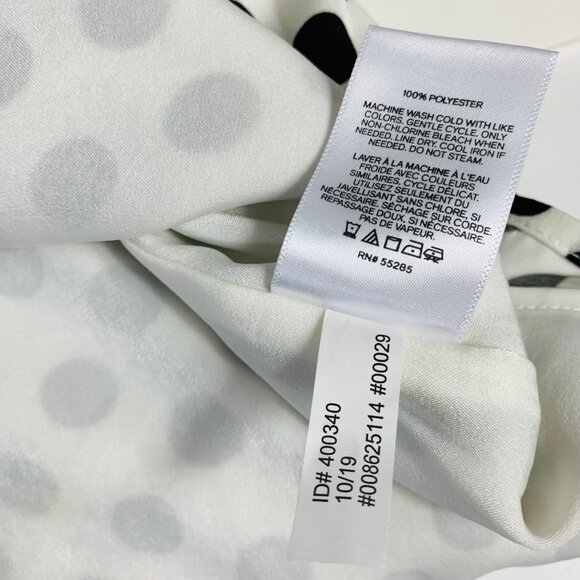 100% POLYESTER
MACHINE WASH COLD WITH LIKE
COLORS. GENTLE CYCLE. ONLY
NON-CHLORINE BLEACH WHEN
NEEDED. LINE DRY. COOL IRON IF
NEEDED. DO NOT STEAM.
LAVER À LA MACHINE À L'EAU
FROIDE AVEC COULEURS
SIMILAIRES. CYCLE DÉLICAT.
UTILISEZ SEULEMENT DU
JAVELLISANT SANS CHLORE, SI
NÉCESSAIRE. SÉCHAGE SUR CORDE.
REPASSAGE DOUX, SI NÉCESSAIRE.
PAS DE VAPEUR.
RN# 55285
ID# 400340
10/19
#008625114 #00029